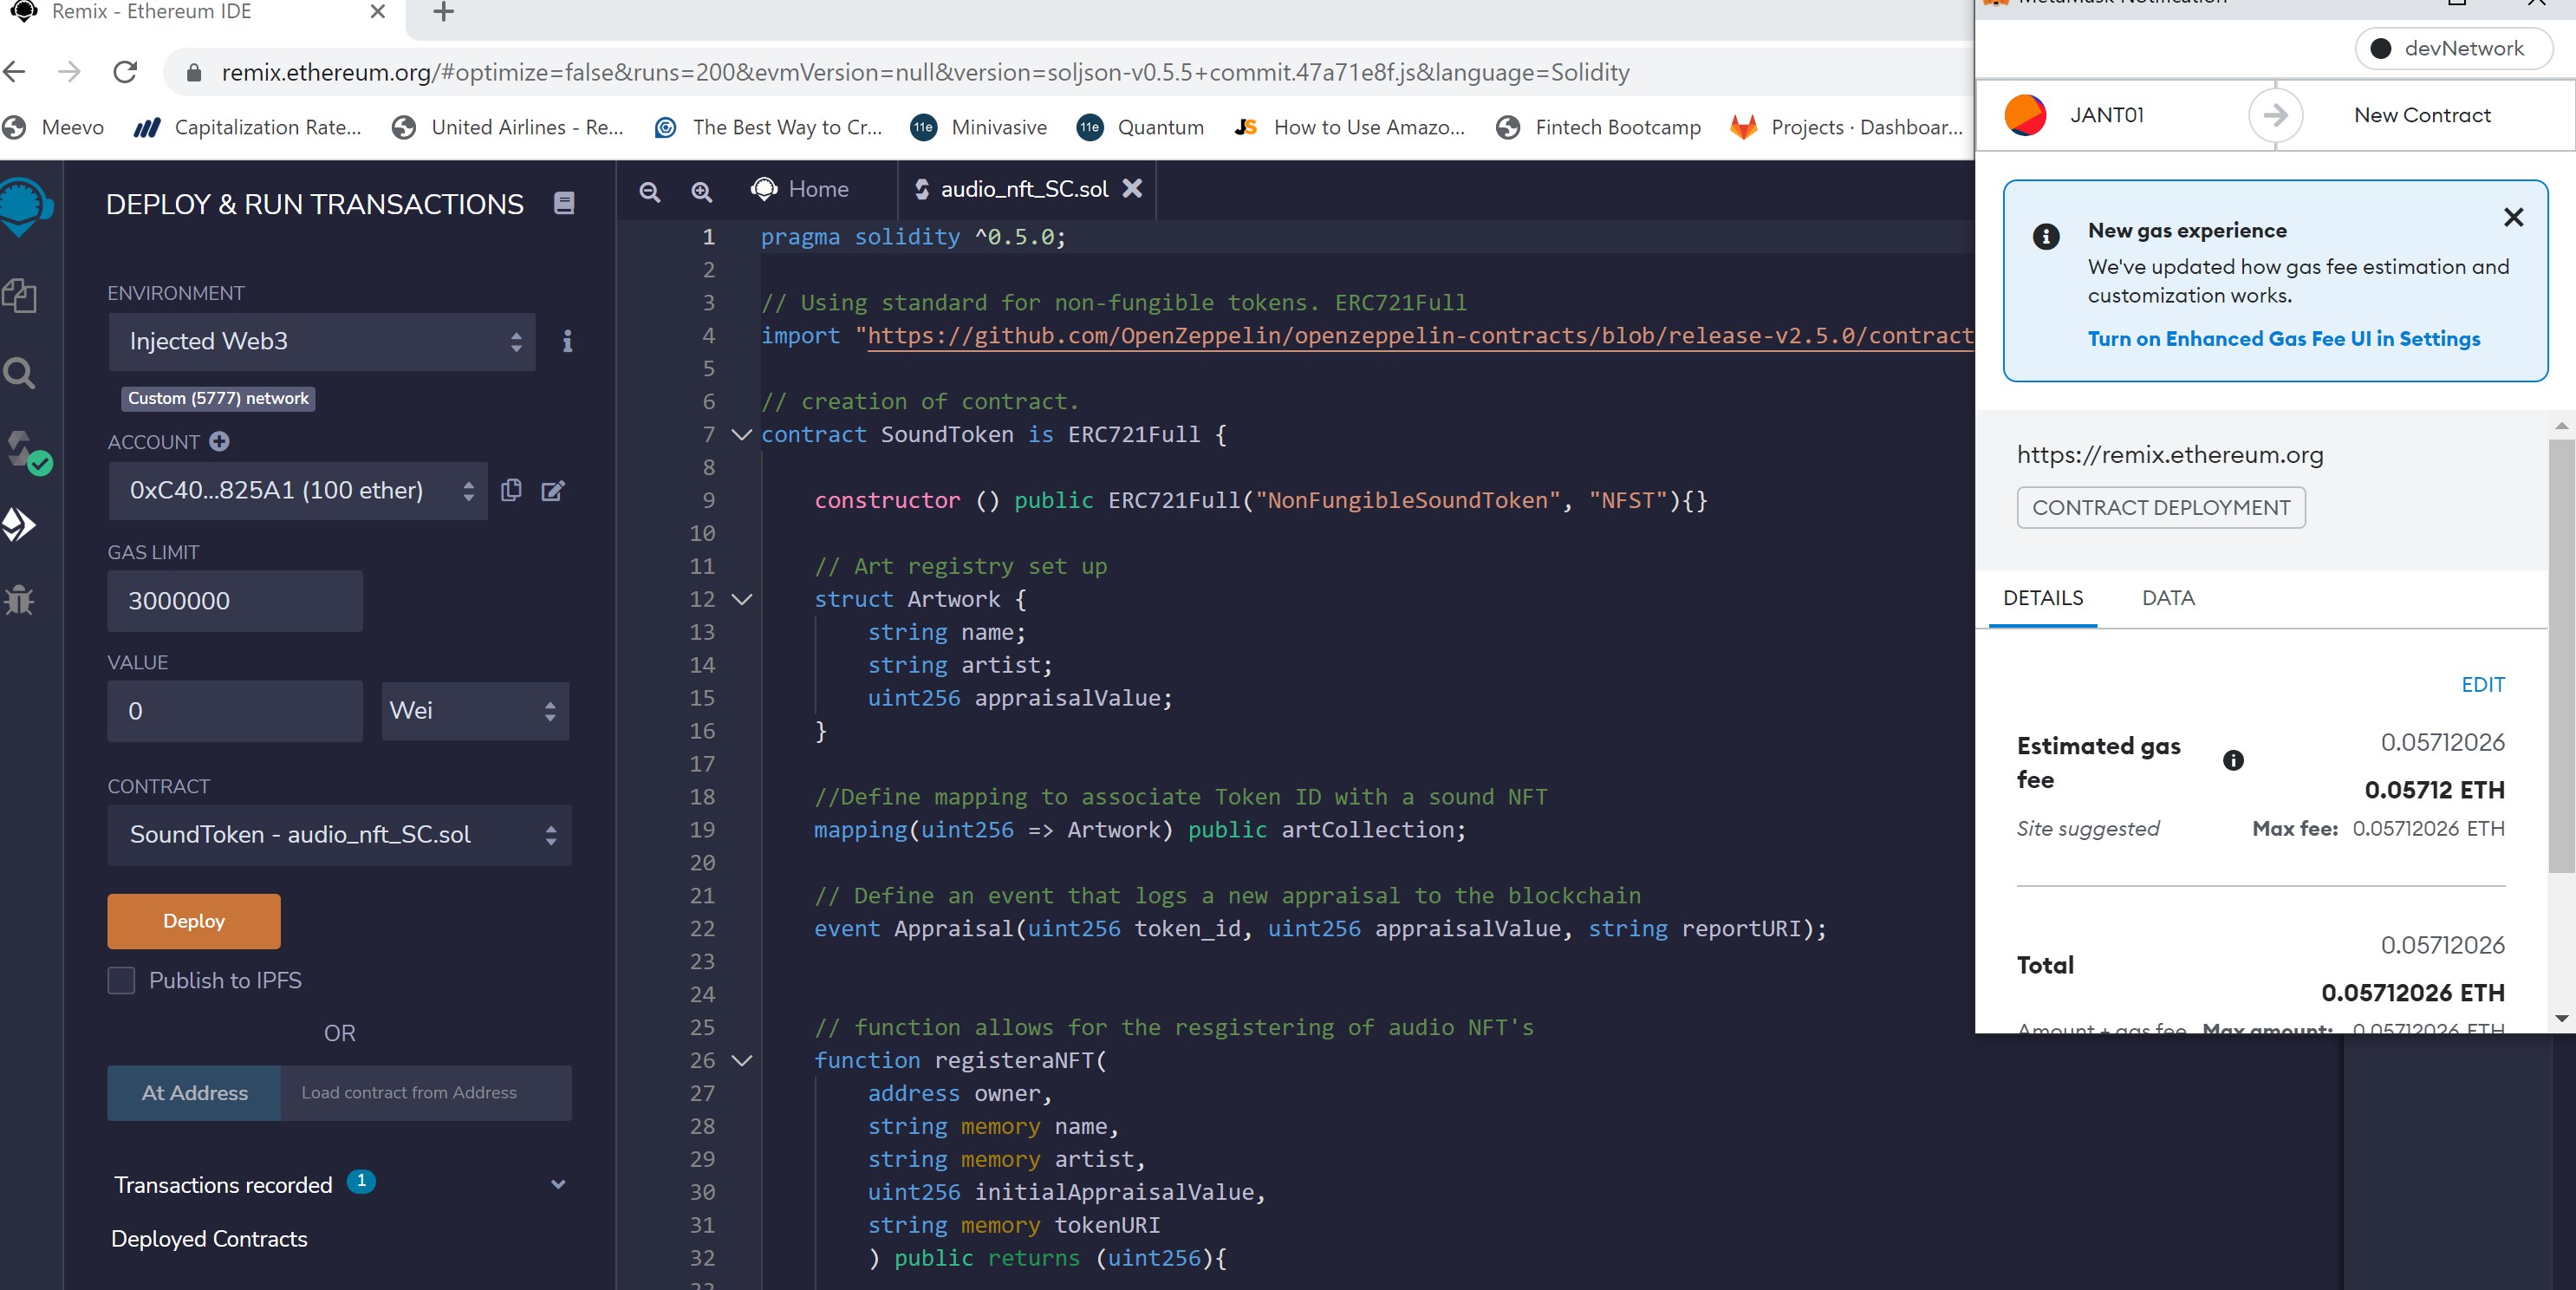 Remix - Ethereum IDE
remix.ethereum.org/#optimize=false&runs=200&evmVersion=null&version=soljson-v0.5.5+commit.47a71e8f.js&language=Solidity
Meevo
Capitalization Rate...
United Airlines - Re...
The Best Way to Cr...
11e
Minivasive
11e
Quantum
JS
How to Use Amazo...
Fintech Bootcamp
Projects · Dashboar...
DEPLOY & RUN TRANSACTIONS
ENVIRONMENT
Injected Web3
Custom (5777) network
ACCOUNT
0xC40...825A1 (100 ether)
GAS LIMIT
3000000
VALUE
0
Wei
CONTRACT
SoundToken - audio_nft_SC.sol
Deploy
Publish to IPFS
OR
At Address
Load contract from Address
Transactions recorded 1
Deployed Contracts
Home
audio_nft_SC.sol
1 pragma solidity ^0.5.0;
2
3 // Using standard for non-fungible tokens. ERC721Full
4 import "https://github.com/OpenZeppelin/openzeppelin-contracts/blob/release-v2.5.0/contract
5
6 // creation of contract.
7 contract SoundToken is ERC721Full {
8
9 constructor () public ERC721Full("NonFungibleSoundToken", "NFST"){}
10
11 // Art registry set up
12 struct Artwork {
13 string name;
14 string artist;
15 uint256 appraisalValue;
16 }
17
18 //Define mapping to associate Token ID with a sound NFT
19 mapping(uint256 => Artwork) public artCollection;
20
21 // Define an event that logs a new appraisal to the blockchain
22 event Appraisal(uint256 token_id, uint256 appraisalValue, string reportURI);
23
24
25 // function allows for the resgistering of audio NFT's
26 function registeraNFT(
27 address owner,
28 string memory name,
29 string memory artist,
30 uint256 initialAppraisalValue,
31 string memory tokenURI
32 ) public returns (uint256){
MetaMask Notification
devNetwork
JANT01
New Contract
New gas experience
We've updated how gas fee estimation and
customization works.
Turn on Enhanced Gas Fee UI in Settings
https://remix.ethereum.org
CONTRACT DEPLOYMENT
DETAILS
DATA
EDIT
Estimated gas
fee
0.05712026
0.05712 ETH
Site suggested
Max fee: 0.05712026 ETH
Total
0.05712026
0.05712026 ETH
Amount + gas fee Max amount: 0.05712026 ETH